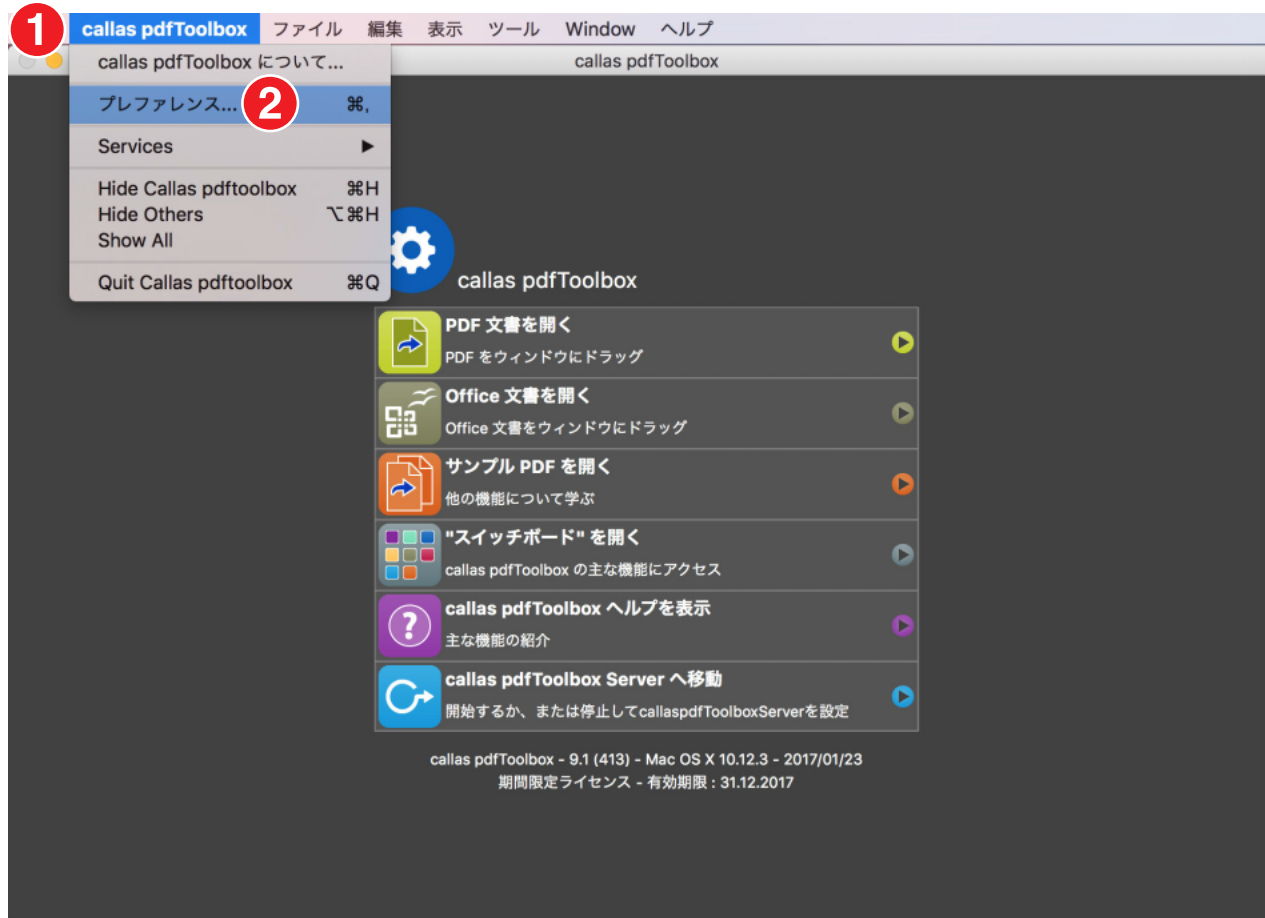 1
callas pdfToolbox ファイル 編集 表示 ツール Window ヘルプ
callas pdfToolbox
callas pdfToolbox について...
プレファレンス... 2 ⌘,
Services ▶
Hide Callas pdftoolbox ⌘H
Hide Others ⌥⌘H
Show All
Quit Callas pdftoolbox ⌘Q
callas pdfToolbox
PDF 文書を開く
PDF をウィンドウにドラッグ
Office 文書を開く
Office 文書をウィンドウにドラッグ
サンプル PDF を開く
他の機能について学ぶ
"スイッチボード" を開く
callas pdfToolbox の主な機能にアクセス
callas pdfToolbox ヘルプを表示
?
主な機能の紹介
callas pdfToolbox Server へ移動
開始するか、または停止してcallaspdfToolboxServerを設定
callas pdfToolbox - 9.1 (413) - Mac OS X 10.12.3 - 2017/01/23
期間限定ライセンス - 有効期限 : 31.12.2017